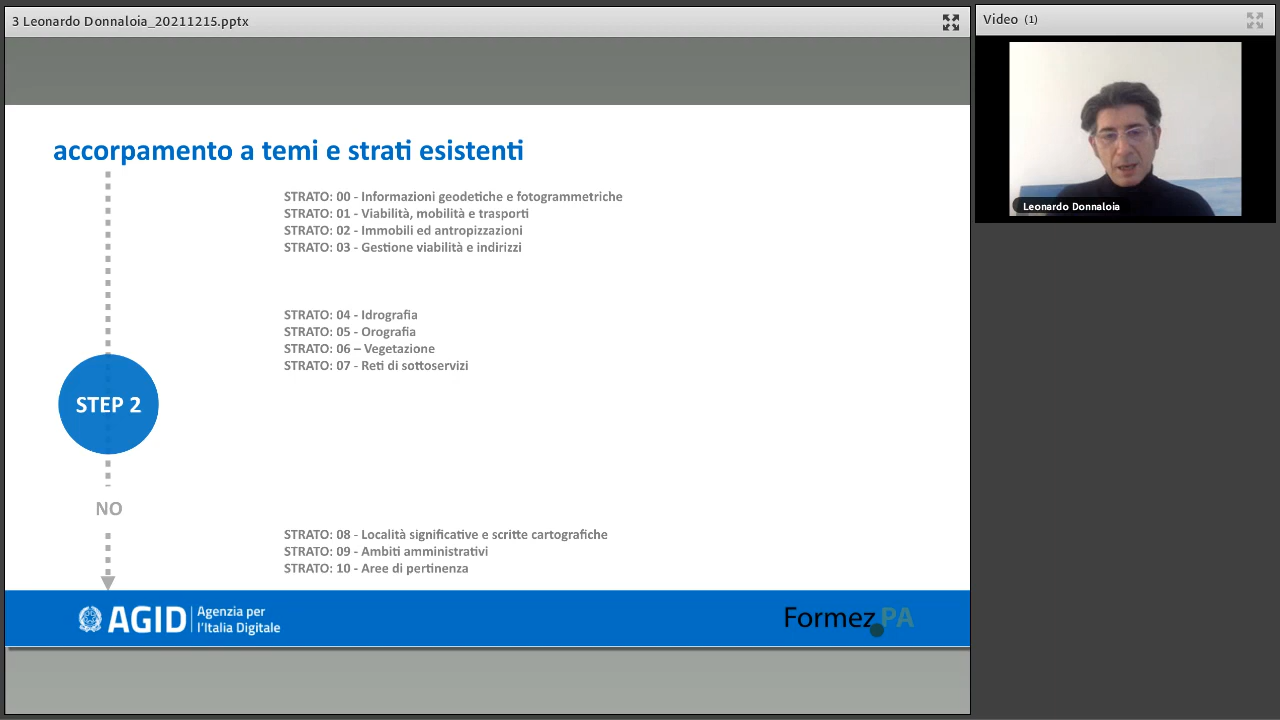 3 Leonardo Donnaloia_20211215.pptx
Video (1)
Leonardo Donnaloia
accorpamento a temi e strati esistenti
STRATO: 00 - Informazioni geodetiche e fotogrammetriche
STRATO: 01 - Viabilità, mobilità e trasporti
STRATO: 02 - Immobili ed antropizzazioni
STRATO: 03 - Gestione viabilità e indirizzi
STRATO: 04 - Idrografia
STRATO: 05 - Orografia
STRATO: 06 – Vegetazione
STRATO: 07 - Reti di sottoservizi
STEP 2
NO
STRATO: 08 - Località significative e scritte cartografiche
STRATO: 09 - Ambiti amministrativi
STRATO: 10 - Aree di pertinenza
AGID
Agenzia per
l'Italia Digitale
Formez PA